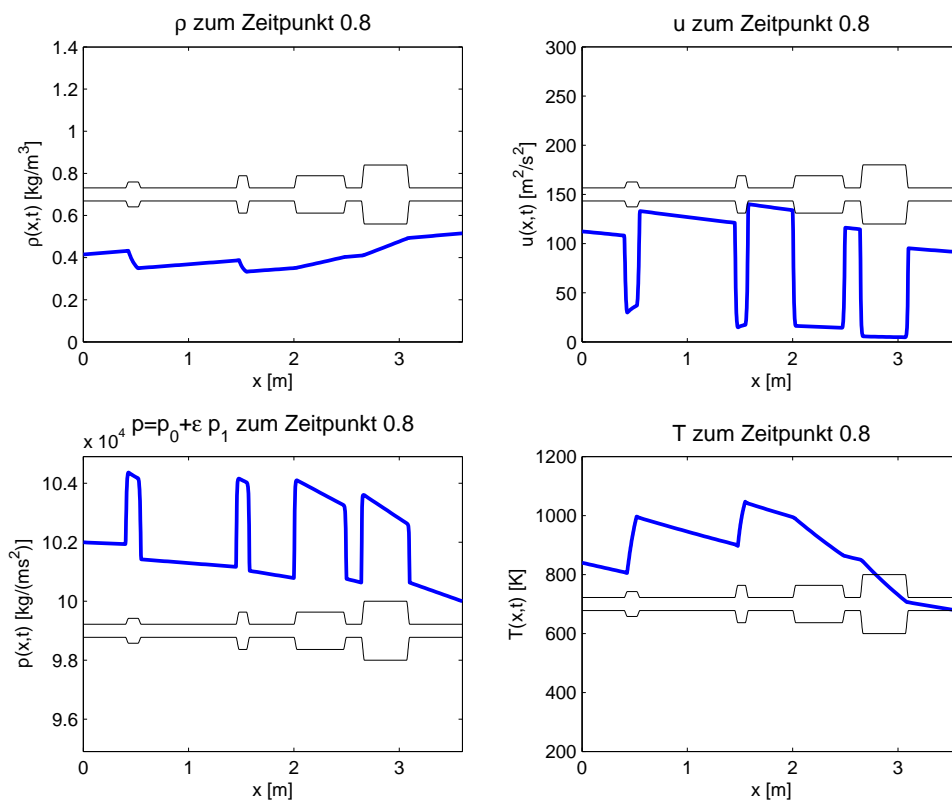 ρ zum Zeitpunkt 0.8
1.4
1.2
1
0.8
0.6
0.4
0.2
0
ρ(x,t) [kg/m³]
0 1 2 3
x [m]
u zum Zeitpunkt 0.8
300
250
200
150
100
50
0
u(x,t) [m²/s²]
0 1 2 3
x [m]
p=p₀+ε p₁ zum Zeitpunkt 0.8
x 10⁴
10.4
10.2
10
9.8
9.6
p(x,t) [kg/(ms²)]
0 1 2 3
x [m]
T zum Zeitpunkt 0.8
1200
1000
800
600
400
200
T(x,t) [K]
0 1 2 3
x [m]